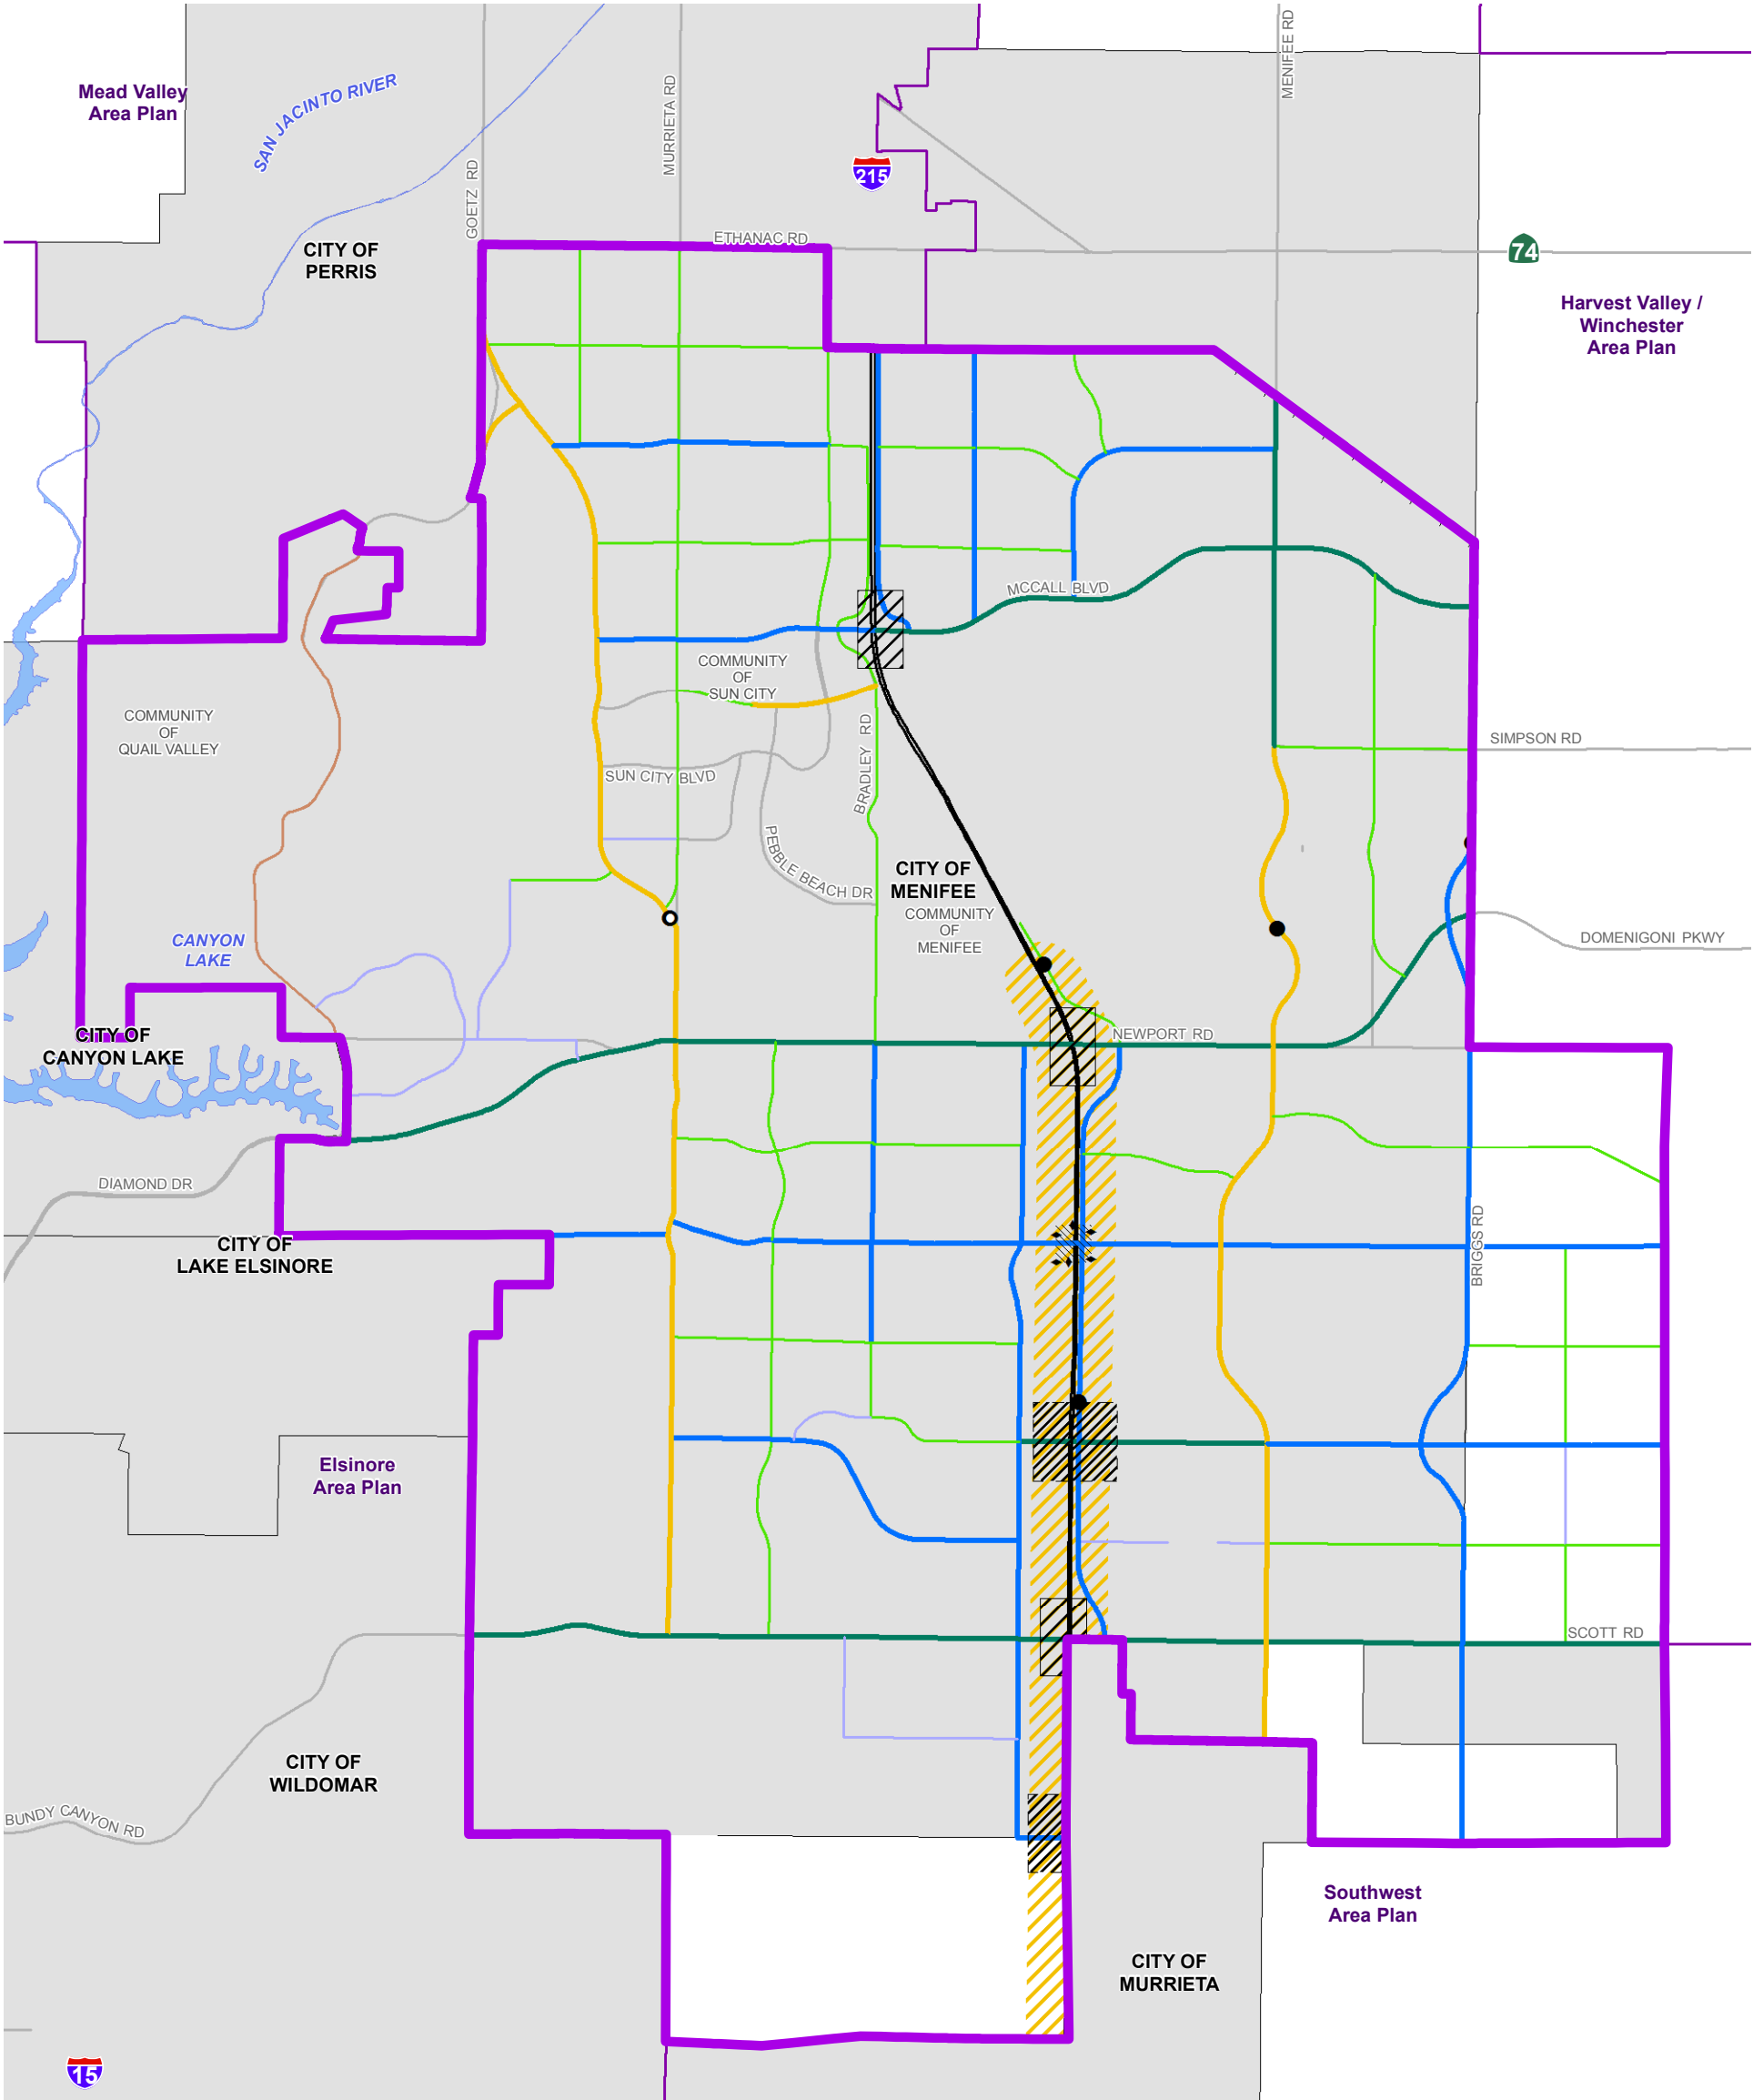 MENIFEE RD
Mead Valley
Area Plan
SAN JACINTO RIVER
MURRIETA RD
215
GOETZ RD
ETHANAC RD
CITY OF
PERRIS
74
Harvest Valley /
Winchester
Area Plan
MCCALL BLVD
COMMUNITY
OF
SUN CITY
COMMUNITY
OF
QUAIL VALLEY
BRADLEY RD
SIMPSON RD
SUN CITY BLVD
PEBBLE BEACH DR
CITY OF
MENIFEE
COMMUNITY
OF
MENIFEE
CANYON
LAKE
DOMENIGONI PKWY
CITY OF
CANYON LAKE
NEWPORT RD
DIAMOND DR
BRIGGS RD
CITY OF
LAKE ELSINORE
Elsinore
Area Plan
SCOTT RD
CITY OF
WILDOMAR
BUNDY CANYON RD
Southwest
Area Plan
CITY OF
MURRIETA
15